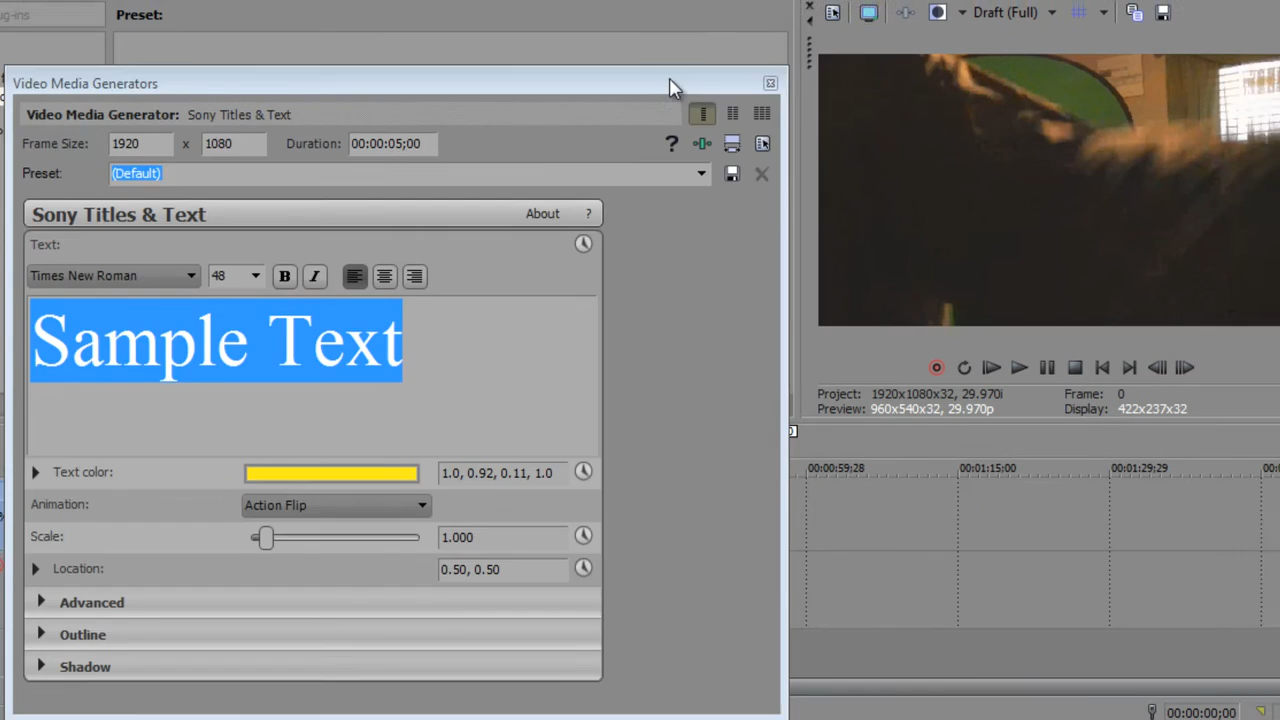 ug-ins
Preset:
Draft (Full)
Video Media Generators
Video Media Generator: Sony Titles & Text
Frame Size: 1920 x 1080 Duration: 00:00:05;00
Preset: (Default)
Sony Titles & Text About ?
Text:
Times New Roman 48 B I
Sample Text
Text color: 1.0, 0.92, 0.11, 1.0
Animation: Action Flip
Scale: 1.000
Location: 0.50, 0.50
Advanced
Outline
Shadow
Project: 1920x1080x32, 29.970i Frame: 0
Preview: 960x540x32, 29.970p Display: 422x237x32
00:00:59:28 00:01:15:00 00:01:29:29 00:0
00:00:00;00